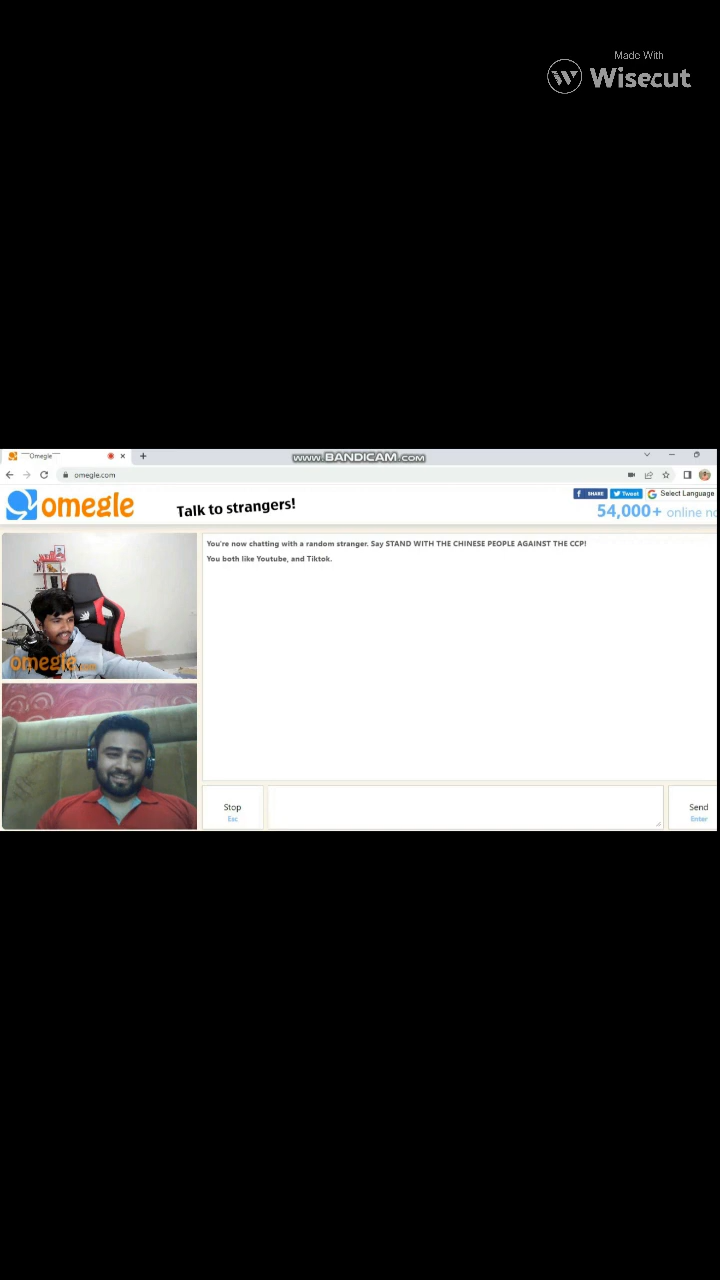 Made With
Wisecut
Omegle
www.BANDICAM.com
omegle.com
omegle
Talk to strangers!
SHARE
Tweet
Select Language
54,000+ online
You're now chatting with a random stranger. Say STAND WITH THE CHINESE PEOPLE AGAINST THE CCP!
You both like Youtube, and Tiktok.
omegle
Stop
Esc
Send
Enter